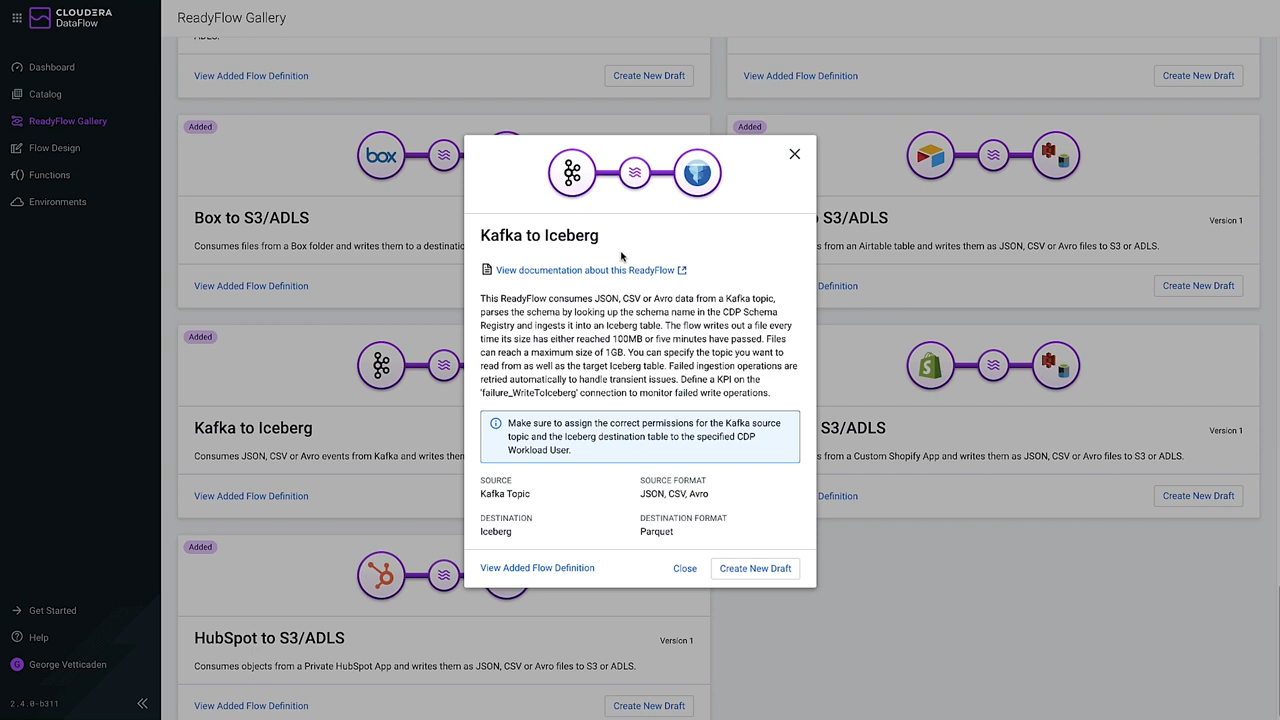 CLOUDERA
DataFlow
Dashboard
Catalog
ReadyFlow Gallery
Flow Design
Functions
Environments
Get Started
Help
G George Vetticaden
2.4.0-b311
ReadyFlow Gallery
ADLS.
View Added Flow Definition
Create New Draft
View Added Flow Definition
Create New Draft
Added
box
Box to S3/ADLS
Consumes files from a Box folder and writes them to a
View Added Flow Definition
Added
S3/ADLS
Version 1
from an Airtable table and writes them as JSON, CSV or Avro files to S3 or ADLS.
Definition
Create New Draft
Added
Kafka to Iceberg
Consumes JSON, CSV or Avro events from Kafka and writes
View Added Flow Definition
S3/ADLS
Version 1
from a Custom Shopify App and writes them as JSON, CSV or Avro files to S3 or ADLS.
Definition
Create New Draft
Added
HubSpot to S3/ADLS
Version 1
Consumes objects from a Private HubSpot App and writes them as JSON, CSV or Avro files to S3 or ADLS.
View Added Flow Definition
Create New Draft
Kafka to Iceberg
View documentation about this ReadyFlow
This ReadyFlow consumes JSON, CSV or Avro data from a Kafka topic,
parses the schema by looking up the schema name in the CDP Schema
Registry and ingests it into an Iceberg table. The flow writes out a file every
time its size has either reached 100MB or five minutes have passed. Files
can reach a maximum size of 1GB. You can specify the topic you want to
read from as well as the target Iceberg table. Failed ingestion operations are
retried automatically to handle transient issues. Define a KPI on the
'failure_WriteToIceberg' connection to monitor failed write operations.
Make sure to assign the correct permissions for the Kafka source
topic and the Iceberg destination table to the specified CDP
Workload User.
SOURCE
Kafka Topic
SOURCE FORMAT
JSON, CSV, Avro
DESTINATION
Iceberg
DESTINATION FORMAT
Parquet
View Added Flow Definition
Close
Create New Draft